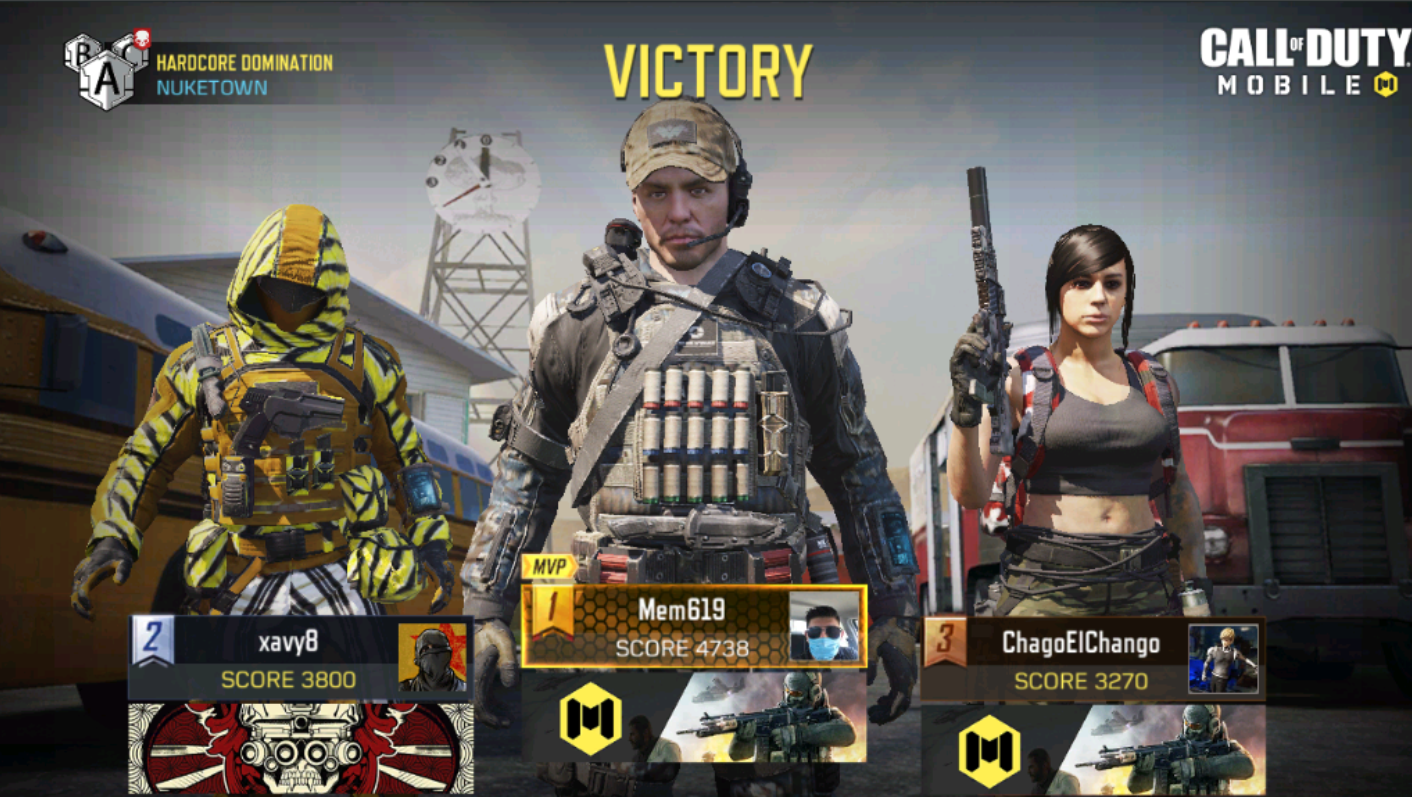 B C
A
HARDCORE DOMINATION
NUKETOWN
VICTORY
CALL OF DUTY
MOBILE
MVP
1
Mem619
SCORE 4738
2
xavy8
SCORE 3800
3
ChagoElChango
SCORE 3270